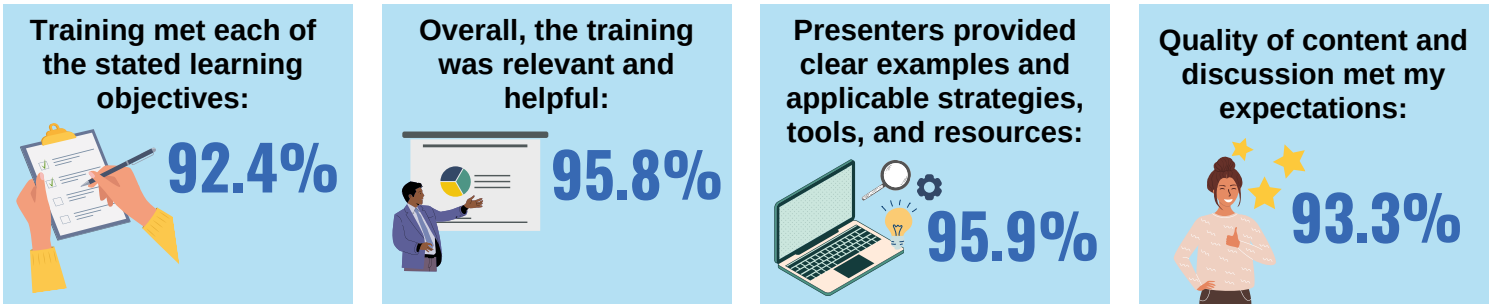 Training met each of
the stated learning
objectives:
92.4%
Overall, the training
was relevant and
helpful:
95.8%
Presenters provided
clear examples and
applicable strategies,
tools, and resources:
95.9%
Quality of content and
discussion met my
expectations:
93.3%